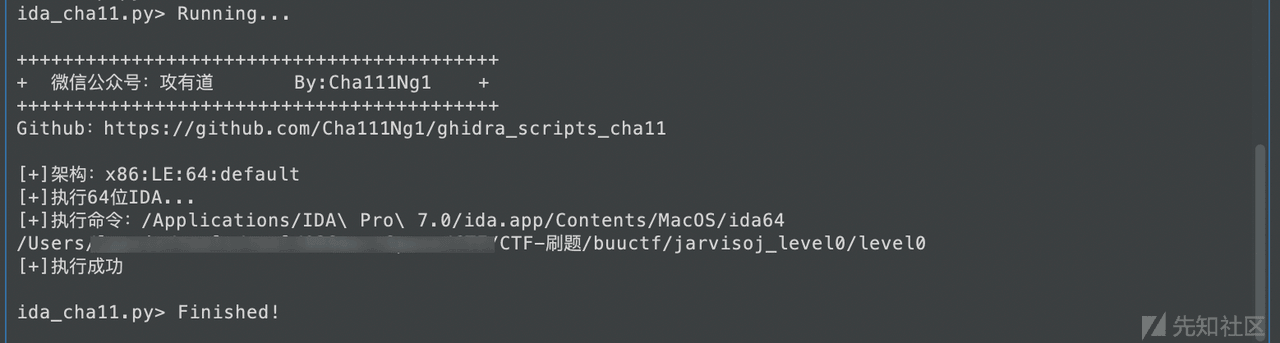 ida_cha11.py> Running...
++++++++++++++++++++++++++++++++++++++++++
+  微信公众号：攻有道       By:Cha111Ng1    +
++++++++++++++++++++++++++++++++++++++++++
Github：https://github.com/Cha111Ng1/ghidra_scripts_cha11
[+]架构：x86:LE:64:default
[+]执行64位IDA...
[+]执行命令：/Applications/IDA\ Pro\ 7.0/ida.app/Contents/MacOS/ida64
/Users/ /CTF-刷题/buuctf/jarvisoj_level0/level0
[+]执行成功
ida_cha11.py> Finished!
先知社区